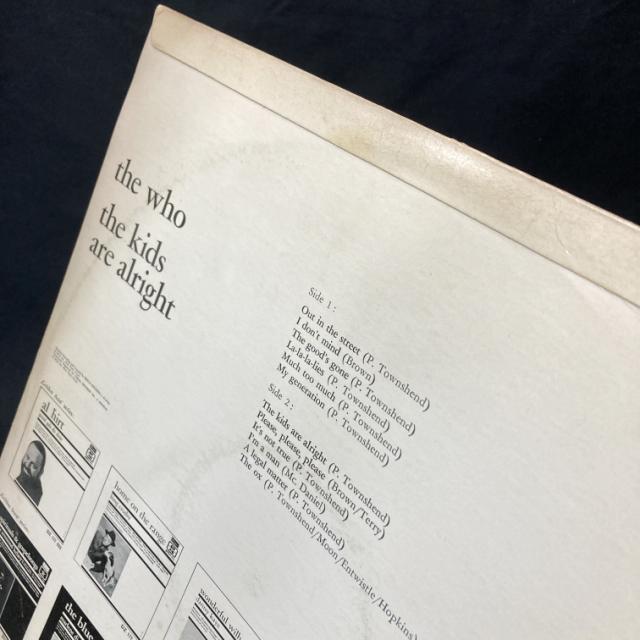 the who
the kids
are alright
Side 1 :
Out in the street (P. Townshend)
I don't mind (Brown)
The good's gone (P. Townshend)
La-la-lies (P. Townshend)
Much too much (P. Townshend)
My generation (P. Townshend)
Side 2 :
The kids are alright (P. Townshend)
Please, please, please (Brown/Terry)
It's not true (P. Townshend)
I'm a man (Mc. Daniel)
A legal matter (P. Townshend)
The ox (P. Townshend/Moon/Entwistle/Hopkins)
al hirt
home on the range
the blues